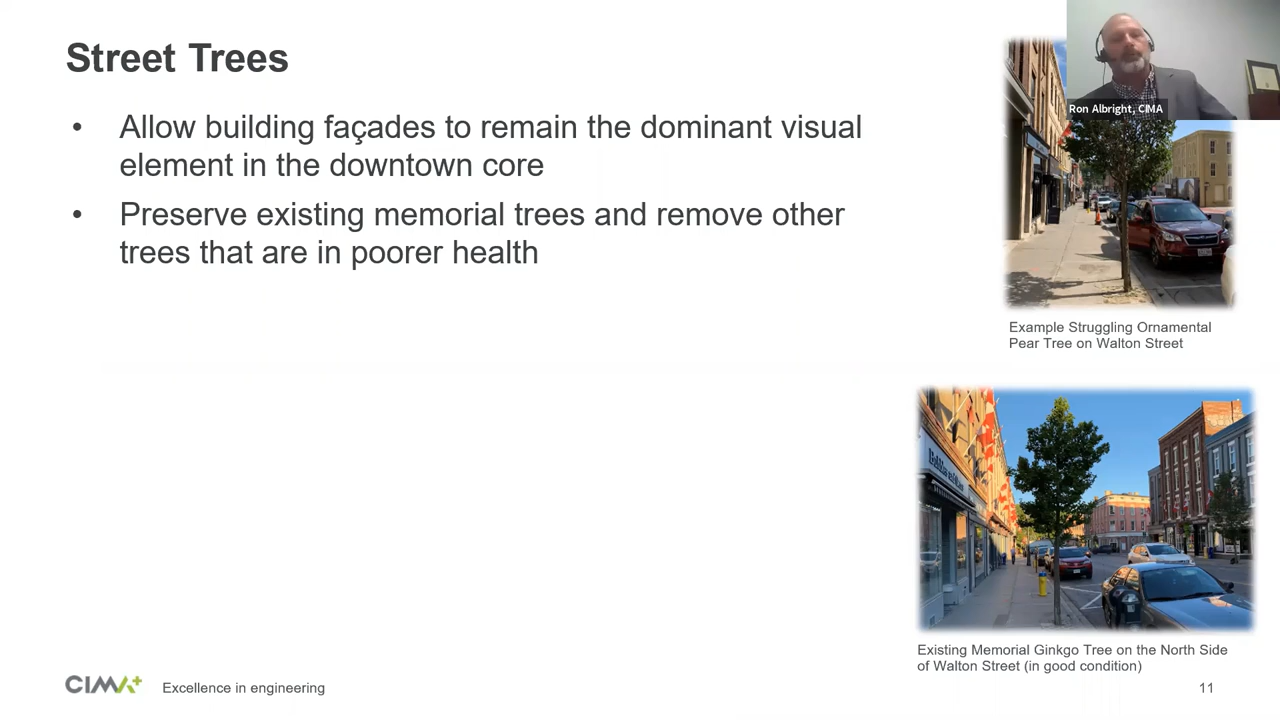 Street Trees
• Allow building façades to remain the dominant visual
element in the downtown core
• Preserve existing memorial trees and remove other
trees that are in poorer health
Ron Albright, CIMA
Example Struggling Ornamental
Pear Tree on Walton Street
Existing Memorial Ginkgo Tree on the North Side
of Walton Street (in good condition)
CIMA+
Excellence in engineering
11